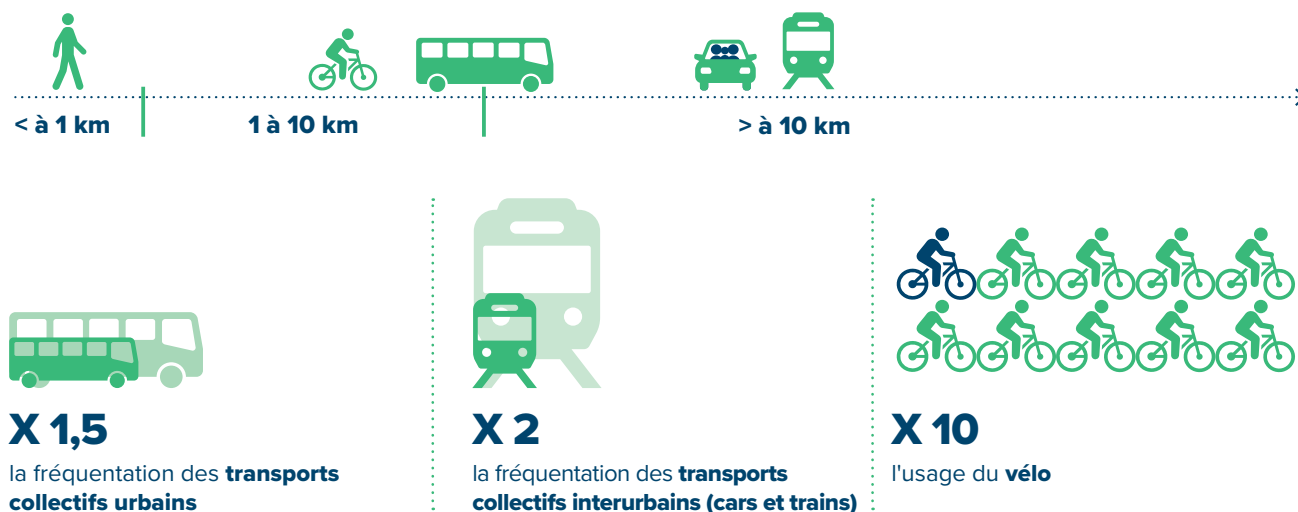 < à 1 km
1 à 10 km
> à 10 km
X 1,5
la fréquentation des transports
collectifs urbains
X 2
la fréquentation des transports
collectifs interurbains (cars et trains)
X 10
l'usage du vélo